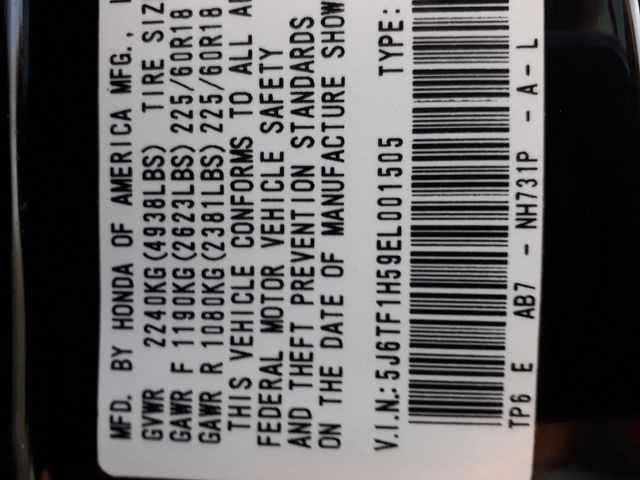 MFD. BY HONDA OF AMERICA MFG.,
GVWR 2240KG(4938LBS) TIRE SIZ
GAWR F 1190KG(2623LBS) 225/60R18
GAWR R 1080KG(2381LBS) 225/60R18
THIS VEHICLE CONFORMS TO ALL A
FEDERAL MOTOR VEHICLE SAFETY
AND THEFT PREVENTION STANDARDS
ON THE DATE OF MANUFACTURE SHOW
V.I.N.: 5J6TF1H59EL001505 TYPE:
TP6 E AB7 - NH731P - A - L